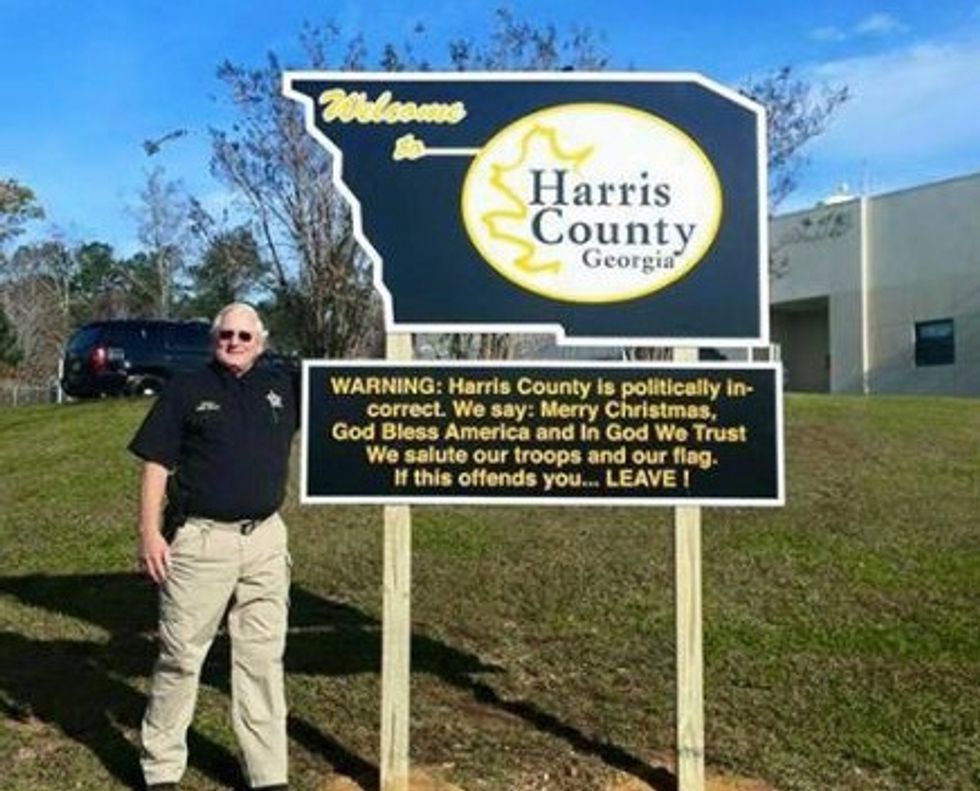 Welcome
to
Harris
County
Georgia
WARNING: Harris County is politically in-
correct. We say: Merry Christmas,
God Bless America and In God We Trust
We salute our troops and our flag.
If this offends you... LEAVE !